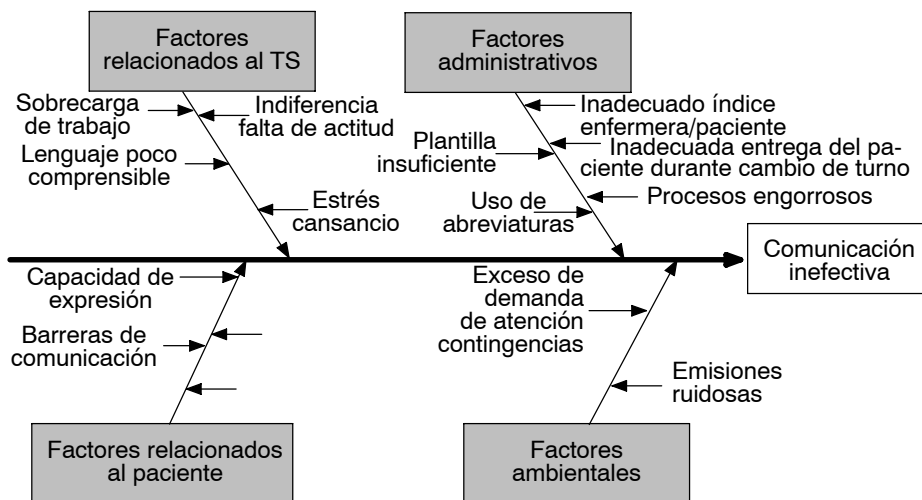 Factores
relacionados al TS
Factores
administrativos
Sobrecarga
de trabajo
Indiferencia
falta de actitud
Lenguaje poco
comprensible
Estrés
cansancio
Inadecuado índice
enfermera/paciente
Plantilla
insuficiente
Inadecuada entrega del pa-
ciente durante cambio de turno
Procesos engorrosos
Uso de
abreviaturas
Comunicación
inefectiva
Capacidad de
expresión
Barreras de
comunicación
Exceso de
demanda
de atención
contingencias
Emisiones
ruidosas
Factores relacionados
al paciente
Factores
ambientales